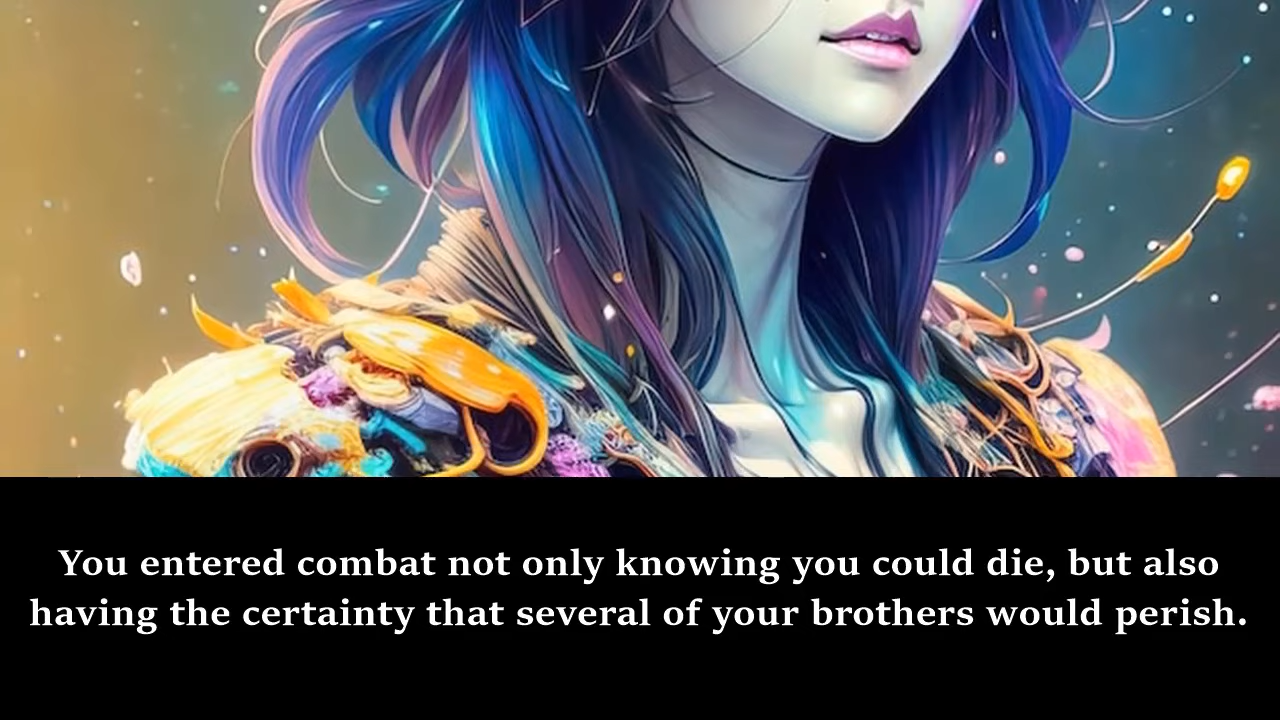 You entered combat not only knowing you could die, but also
having the certainty that several of your brothers would perish.